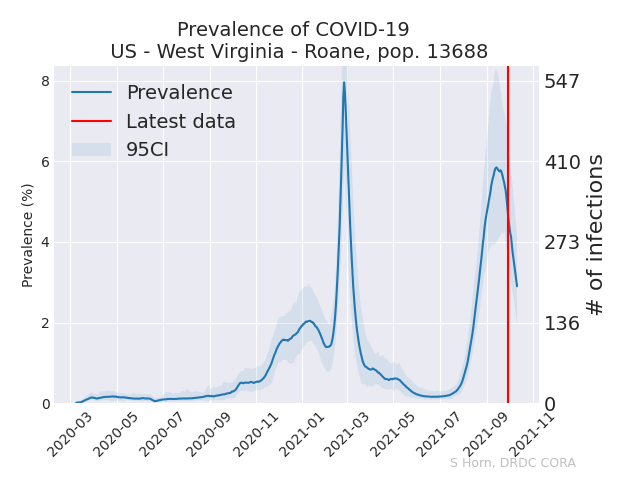 Prevalence of COVID-19
US - West Virginia - Roane, pop. 13688
Prevalence
Latest data
95CI
Prevalence (%)
8
6
4
2
0
547
410
273
136
0
# of infections
2020-03
2020-05
2020-07
2020-09
2020-11
2021-01
2021-03
2021-05
2021-07
2021-09
2021-11
S Horn, DRDC CORA